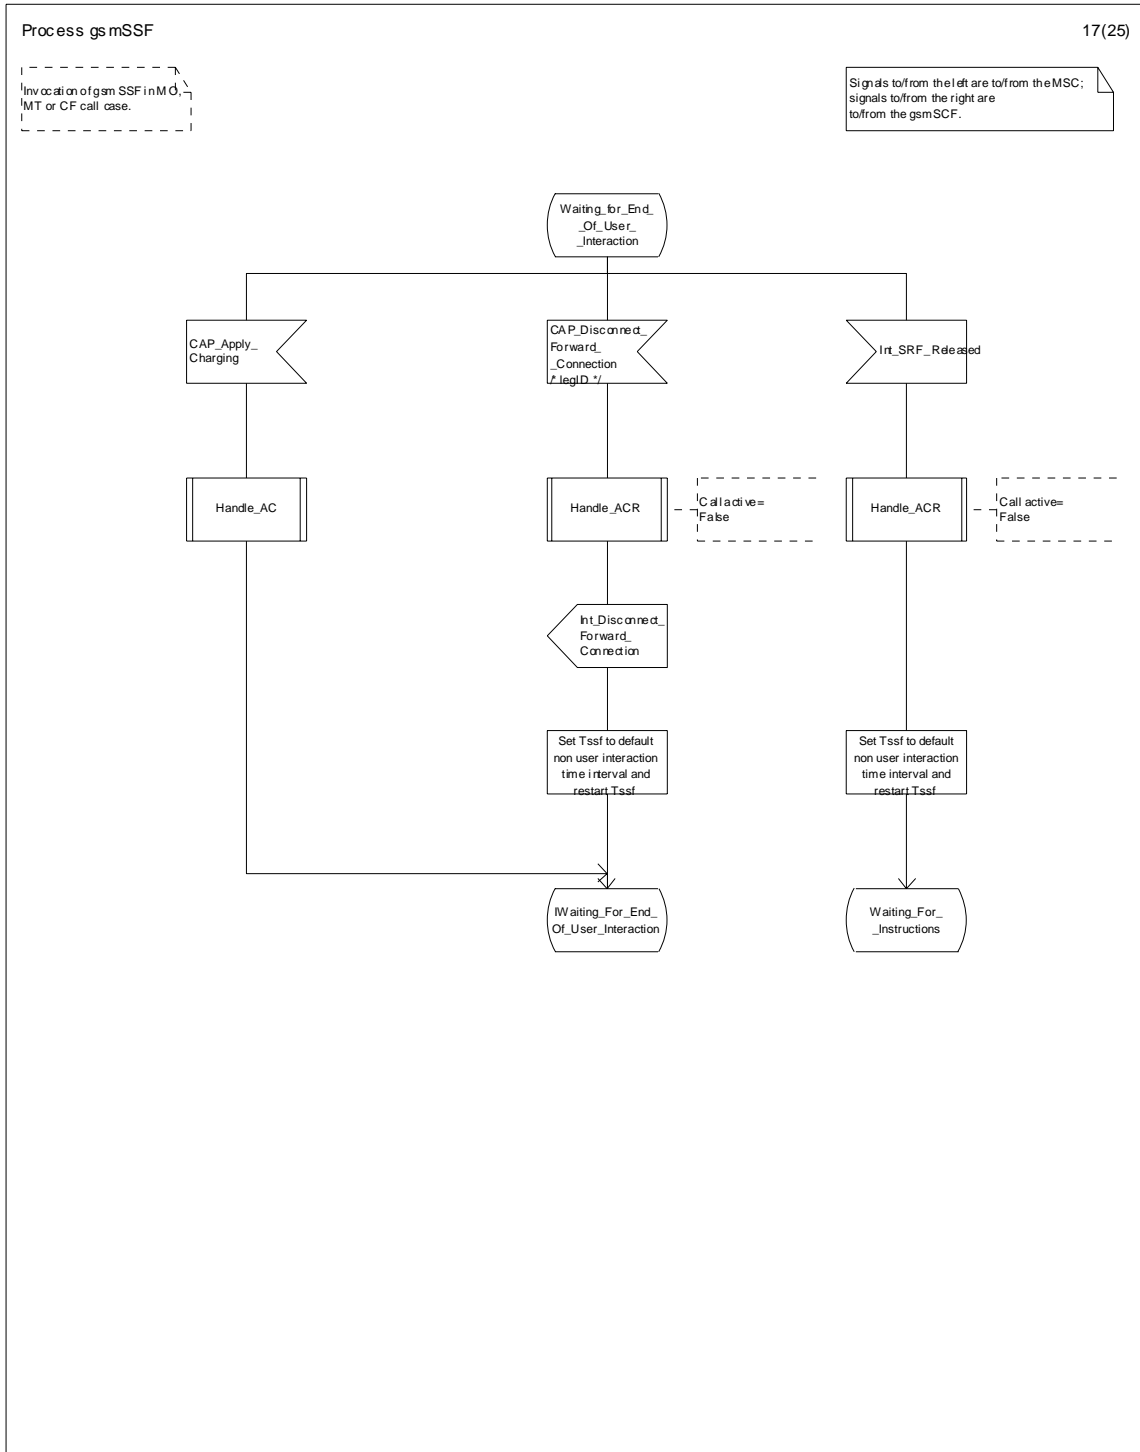 Process gsmSSF
17(25)
Invocation of gsmSSF in MO,
MT or CF call case.
Signals to/from the left are to/from the MSC;
signals to/from the right are
to/from the gsmSCF.
Waiting_for_End_
_Of_User_
_Interaction
CAP_Apply_
Charging
CAP_Disconnect_
Forward_
_Connection
/* legID */
Int_SRF_Released
Handle_AC
Handle_ACR
Call active=
False
Handle_ACR
Call active=
False
Int_Disconnect_
Forward_
Connection
Set Tssf to default
non user interaction
time interval and
restart Tssf
Set Tssf to default
non user interaction
time interval and
restart Tssf
IWaiting_For_End_
Of_User_Interaction
Waiting_For_
_Instructions